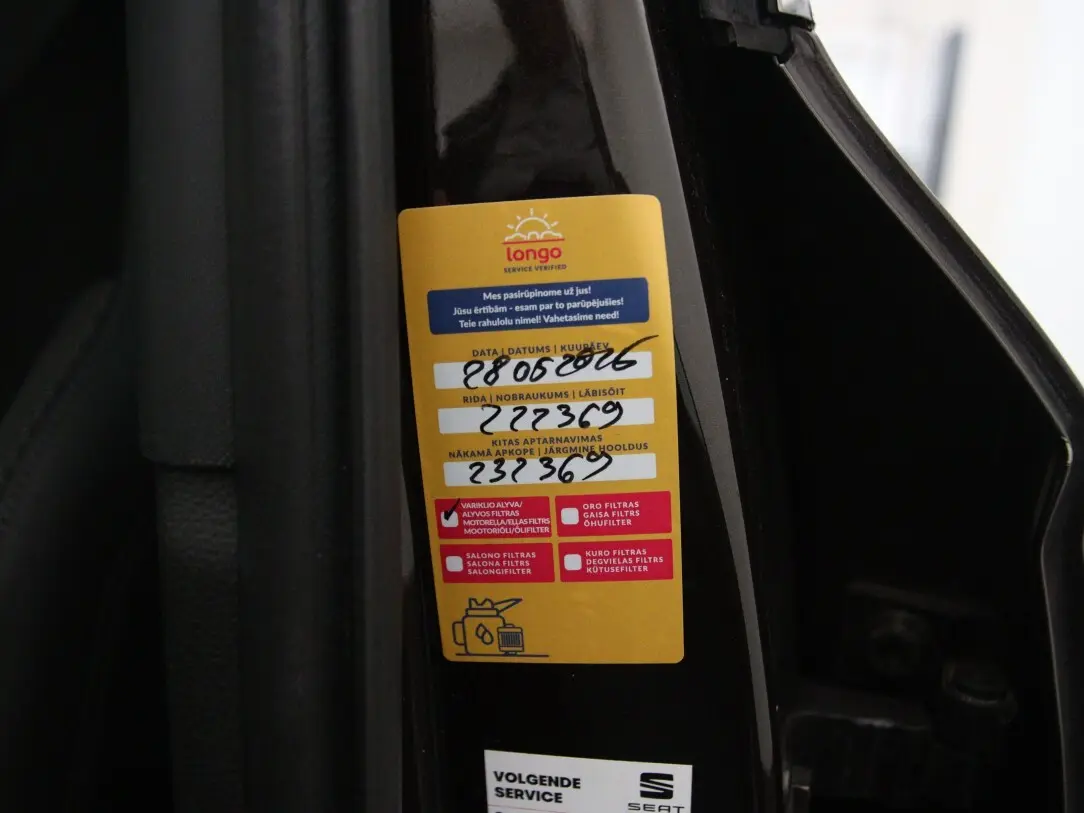 longo
SERVICE VERIFIED
Mes pasirūpinome už jus!
Jūsu ērtībām - esam par to parūpējušies!
Teie rahulolu nimel! Vahetasime need!
DATA | DATUMS | KUUPÄEV
28 05 2026
RIDA | NOBRAUKUMS | LÄBISÕIT
222369
KITAS APTARNAVIMAS
NĀKAMĀ APKOPE | JÄRGMINE HOOLDUS
232369
VARIKLIO ALYVA/
ALYVOS FILTRAS
MOTOREĻĻA/EĻĻAS FILTRS
MOOTORIÕLI/ÕLIFILTER
ORO FILTRAS
GAISA FILTRS
ÕHUFILTER
SALONO FILTRAS
SALONA FILTRS
SALONGIFILTER
KURO FILTRAS
DEGVIELAS FILTRS
KÜTUSEFILTER
VOLGENDE
SERVICE
SEAT